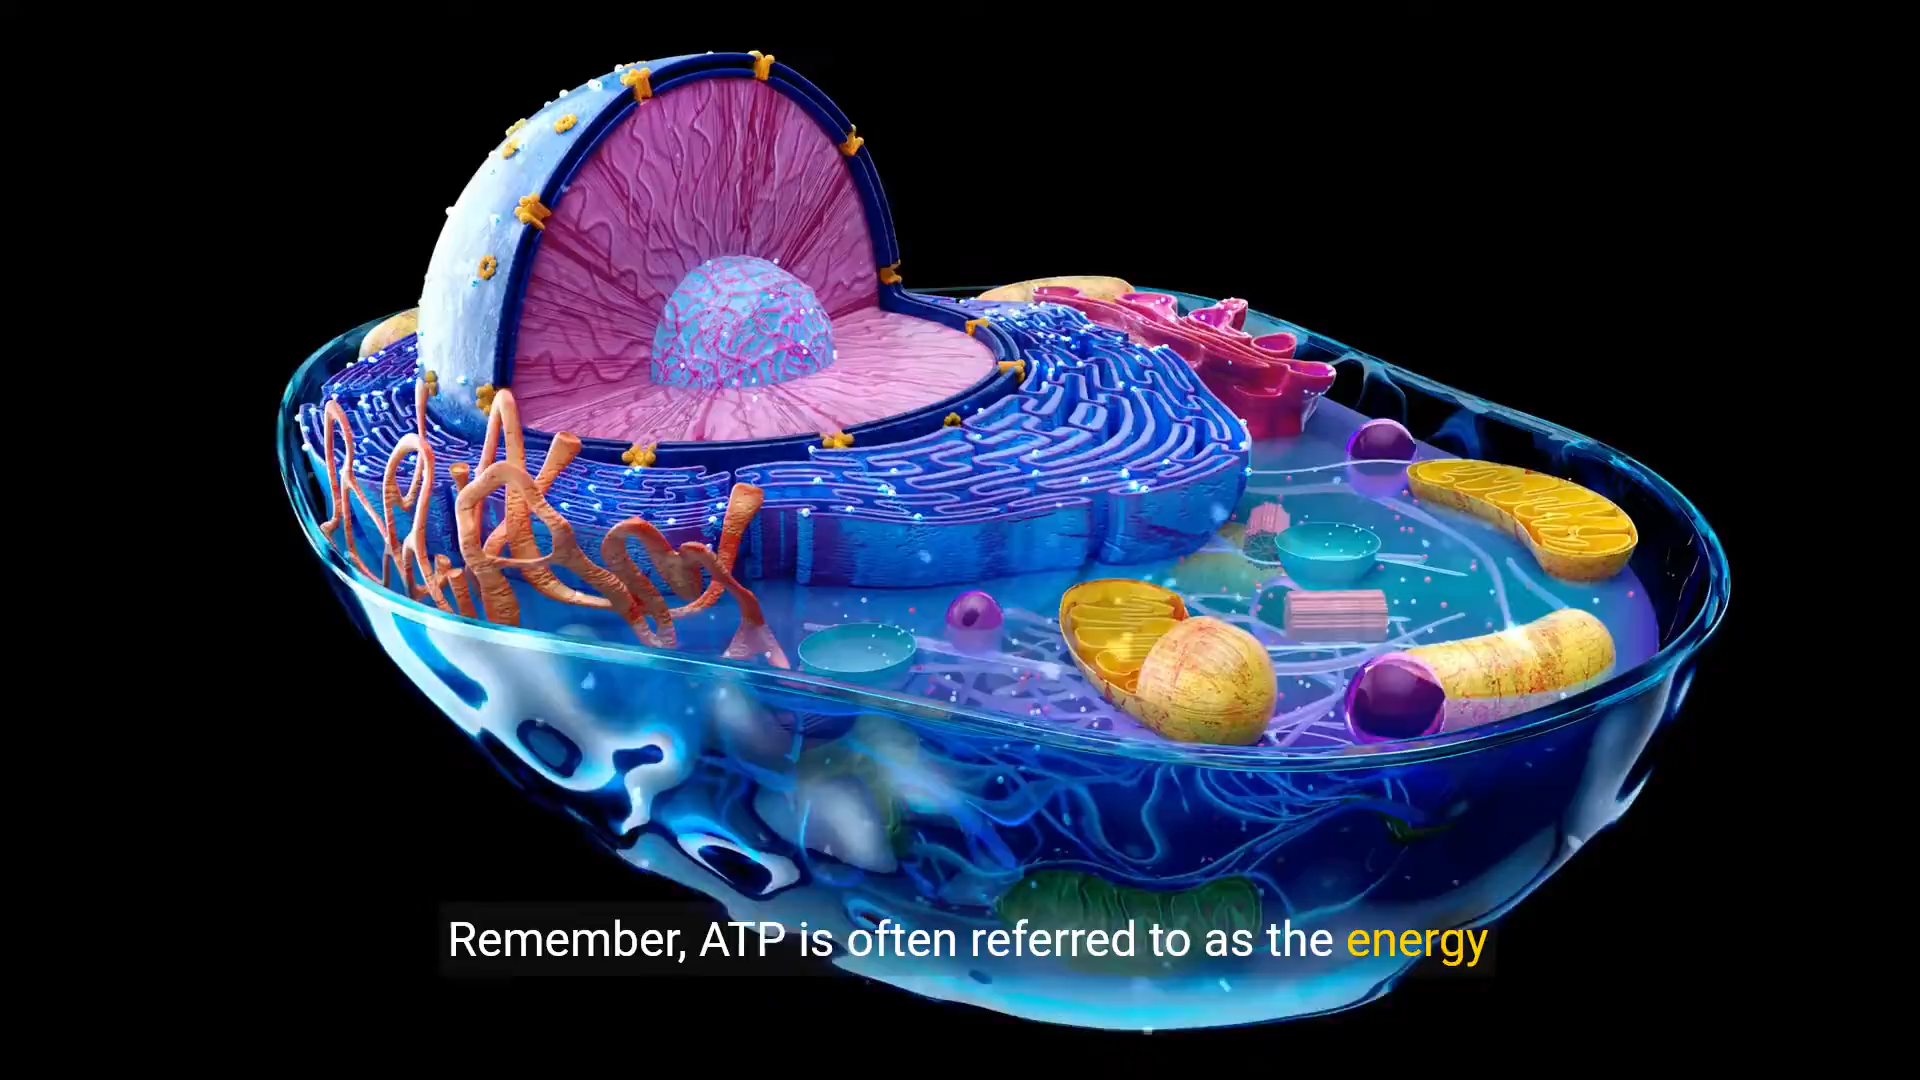 Remember, ATP is often referred to as the energy